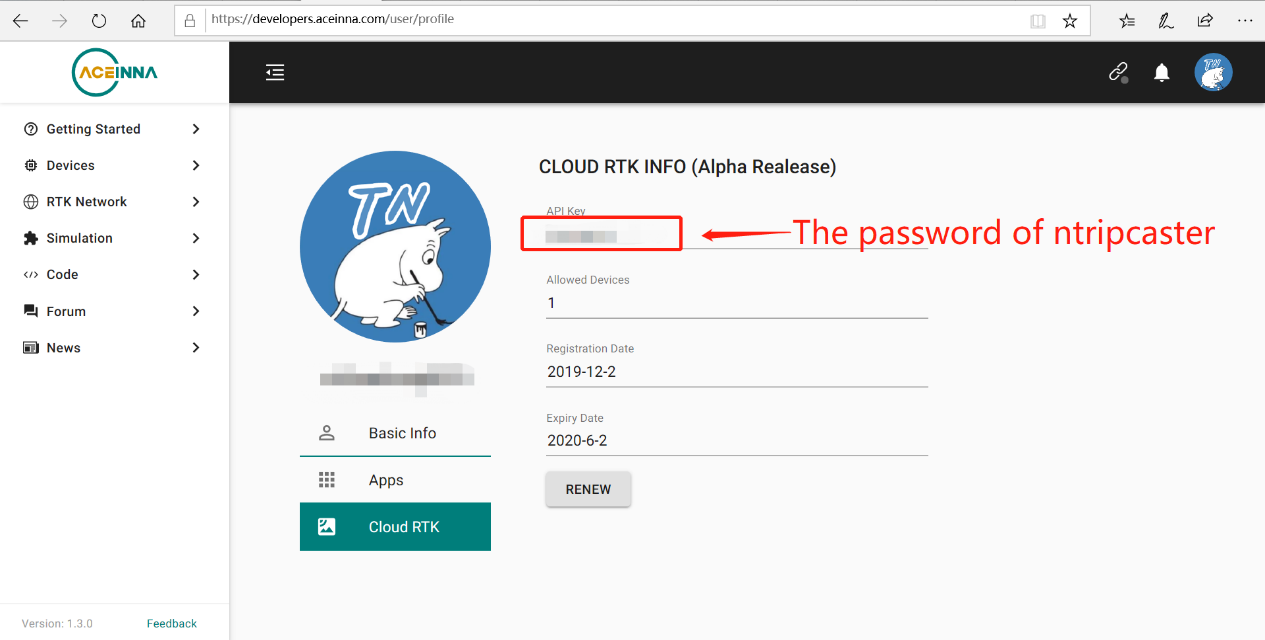 https://developers.aceinna.com/user/profile
ACEINNA
TN
Getting Started
Devices
RTK Network
Simulation
Code
Forum
News
TN
Basic Info
Apps
Cloud RTK
CLOUD RTK INFO (Alpha Realease)
API Key
The password of ntripcaster
Allowed Devices
1
Registration Date
2019-12-2
Expiry Date
2020-6-2
RENEW
Version: 1.3.0
Feedback